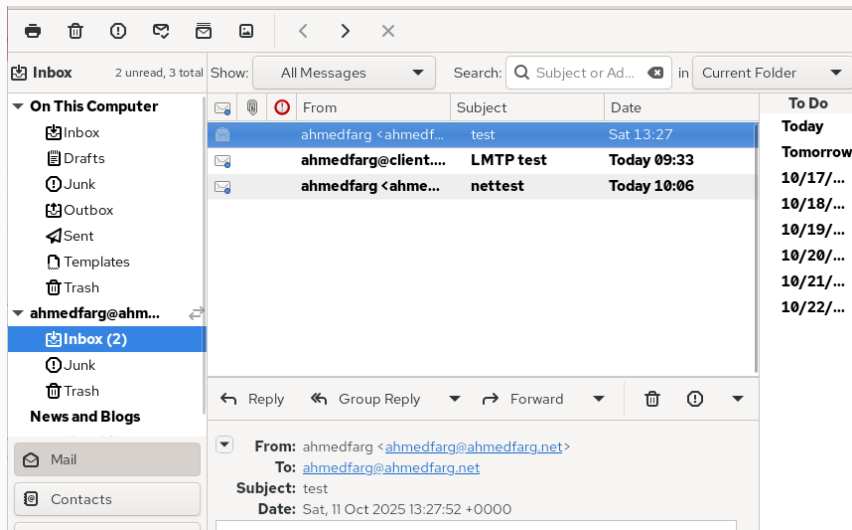 Inbox 2 unread, 3 total Show: All Messages Search: Subject or Ad... in Current Folder
On This Computer
Inbox
Drafts
Junk
Outbox
Sent
Templates
Trash
ahmedfarg@ahm...
Inbox (2)
Junk
Trash
News and Blogs
Mail
Contacts
From Subject Date
ahmedfarg <ahmedf... test Sat 13:27
ahmedfarg@client.... LMTP test Today 09:33
ahmedfarg <ahme... nettest Today 10:06
Reply Group Reply Forward
From: ahmedfarg <ahmedfarg@ahmedfarg.net>
To: ahmedfarg@ahmedfarg.net
Subject: test
Date: Sat, 11 Oct 2025 13:27:52 +0000
To Do
Today
Tomorrow
10/17/...
10/18/...
10/19/...
10/20/...
10/21/...
10/22/...